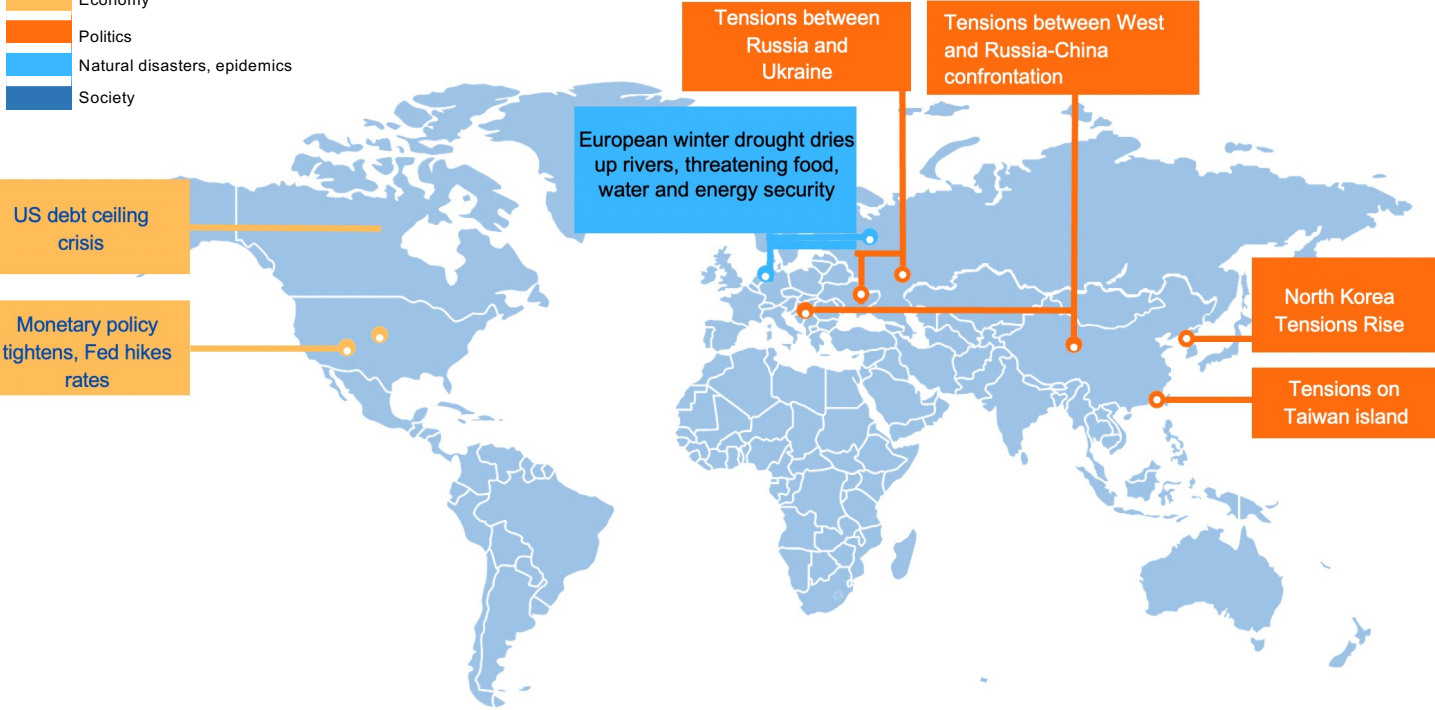 Economy
Politics
Natural disasters, epidemics
Society
Tensions between
Russia and
Ukraine
Tensions between West
and Russia-China
confrontation
European winter drought dries
up rivers, threatening food,
water and energy security
US debt ceiling
crisis
Monetary policy
tightens, Fed hikes
rates
North Korea
Tensions Rise
Tensions on
Taiwan island